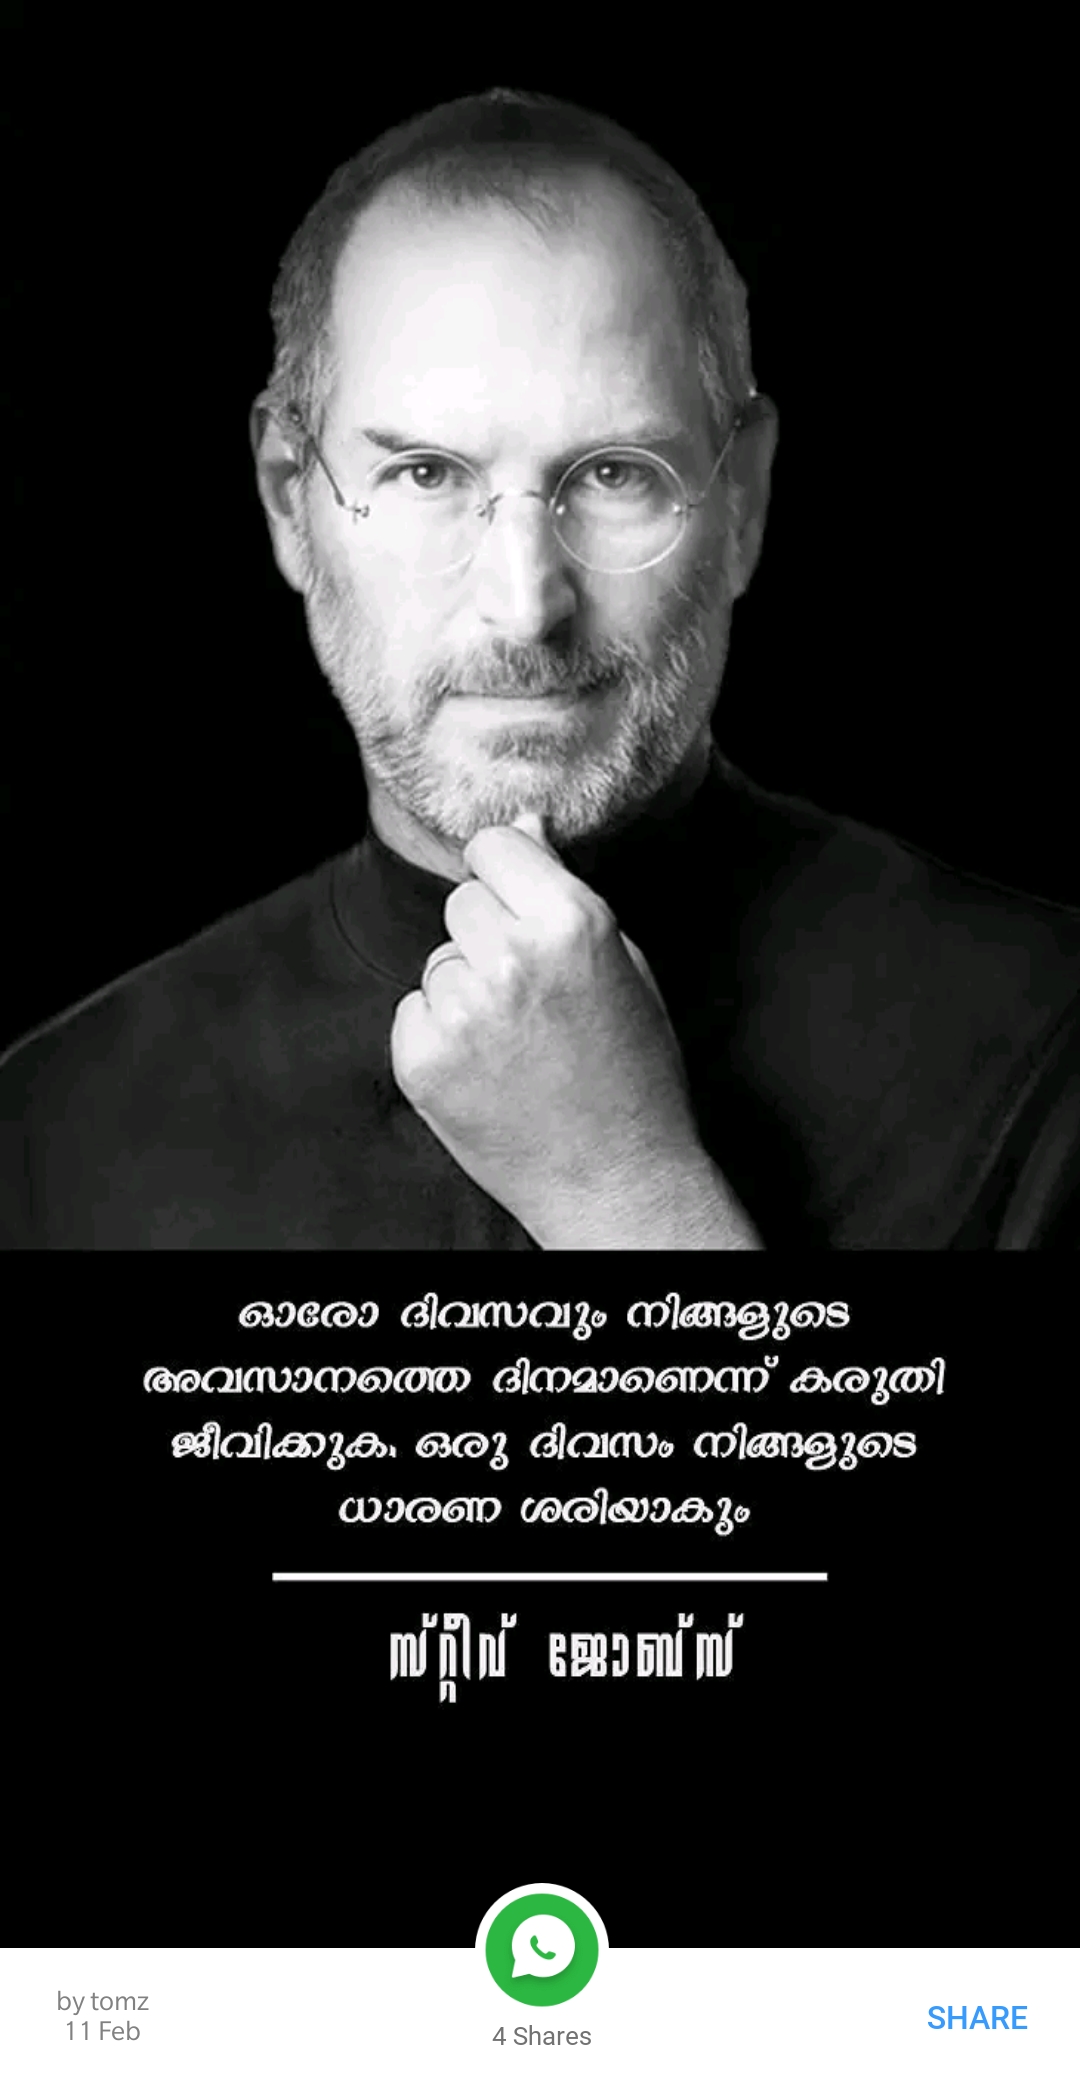 ഓരോ ദിവസവും നിങ്ങളുടെ
അവസാനത്തെ ദിനമാണെന്ന് കരുതി
ജീവിക്കുക, ഒരു ദിവസം നിങ്ങളുടെ
ധാരണ ശരിയാകും
സ്റ്റീവ് ജോബ്സ്
by tomz
11 Feb
4 Shares
SHARE